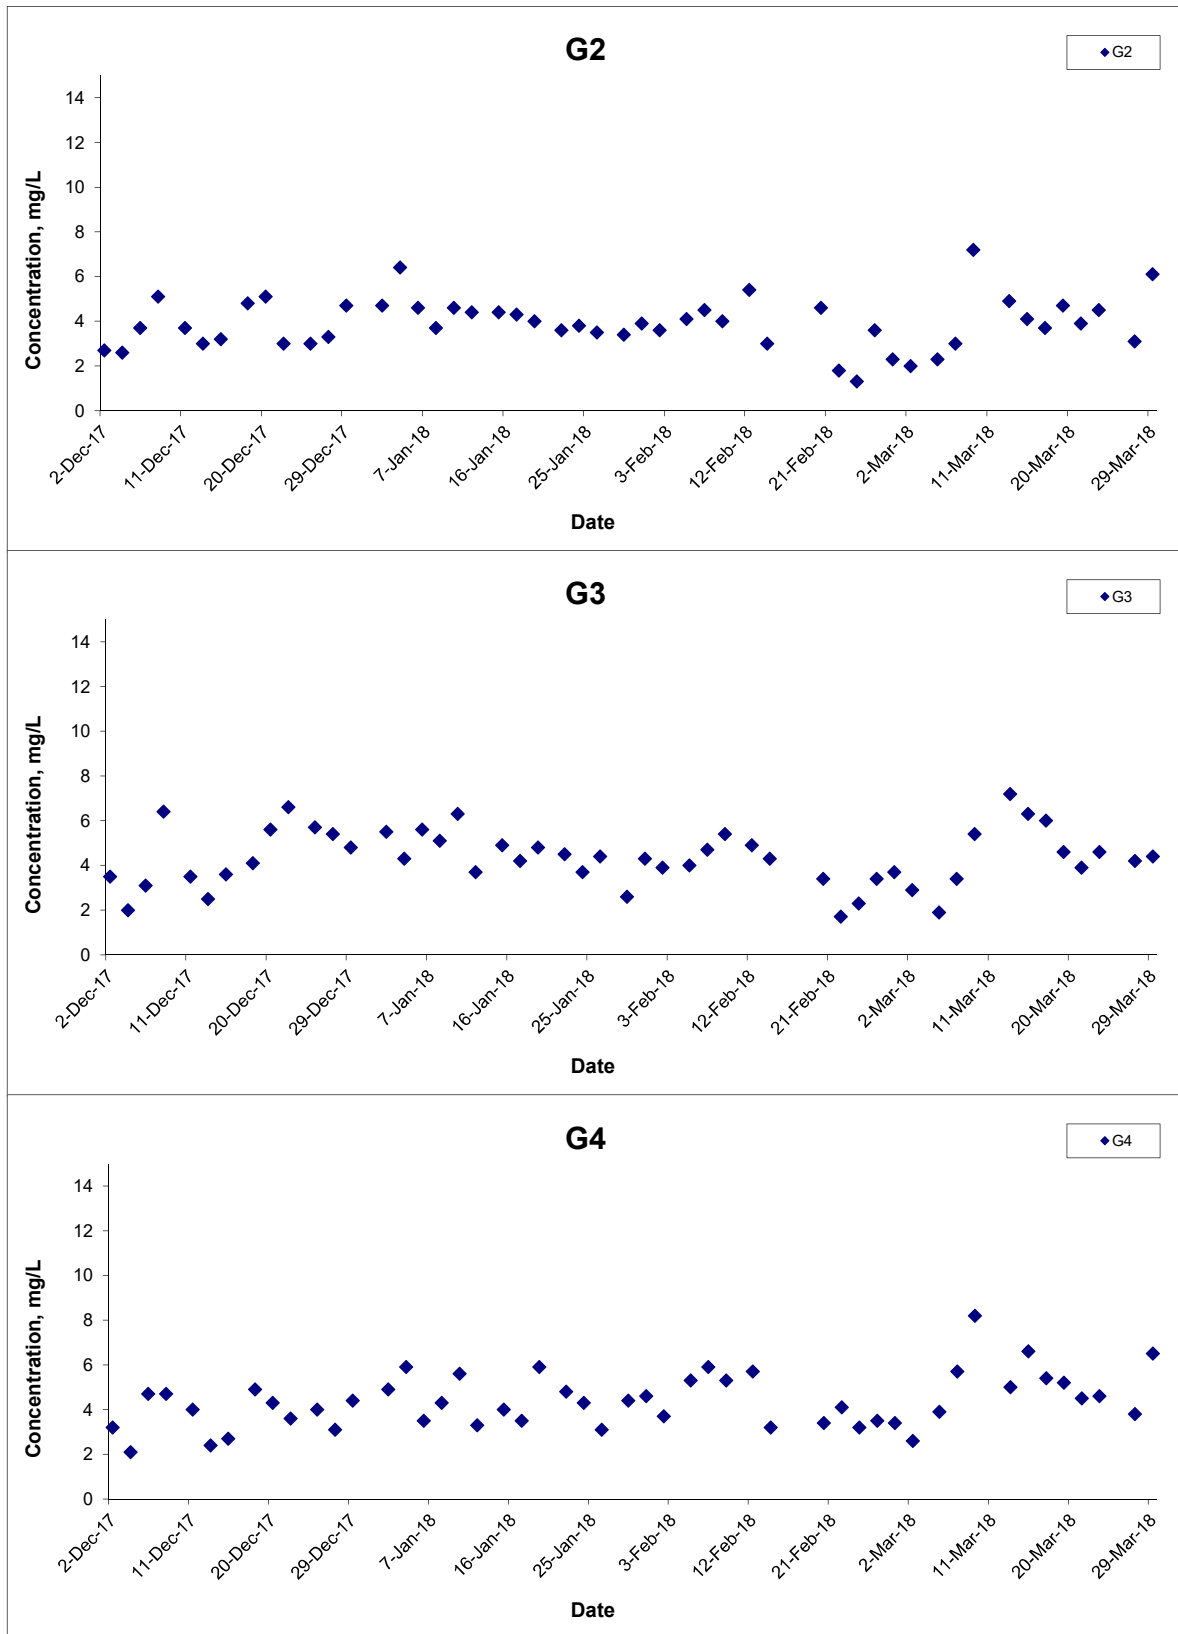 G2
G2
14
12
10
8
6
4
2
0
Concentration, mg/L
2-Dec-17
11-Dec-17
20-Dec-17
29-Dec-17
7-Jan-18
16-Jan-18
25-Jan-18
3-Feb-18
12-Feb-18
21-Feb-18
2-Mar-18
11-Mar-18
20-Mar-18
29-Mar-18
Date
G3
G3
14
12
10
8
6
4
2
0
Concentration, mg/L
2-Dec-17
11-Dec-17
20-Dec-17
29-Dec-17
7-Jan-18
16-Jan-18
25-Jan-18
3-Feb-18
12-Feb-18
21-Feb-18
2-Mar-18
11-Mar-18
20-Mar-18
29-Mar-18
Date
G4
G4
14
12
10
8
6
4
2
0
Concentration, mg/L
2-Dec-17
11-Dec-17
20-Dec-17
29-Dec-17
7-Jan-18
16-Jan-18
25-Jan-18
3-Feb-18
12-Feb-18
21-Feb-18
2-Mar-18
11-Mar-18
20-Mar-18
29-Mar-18
Date